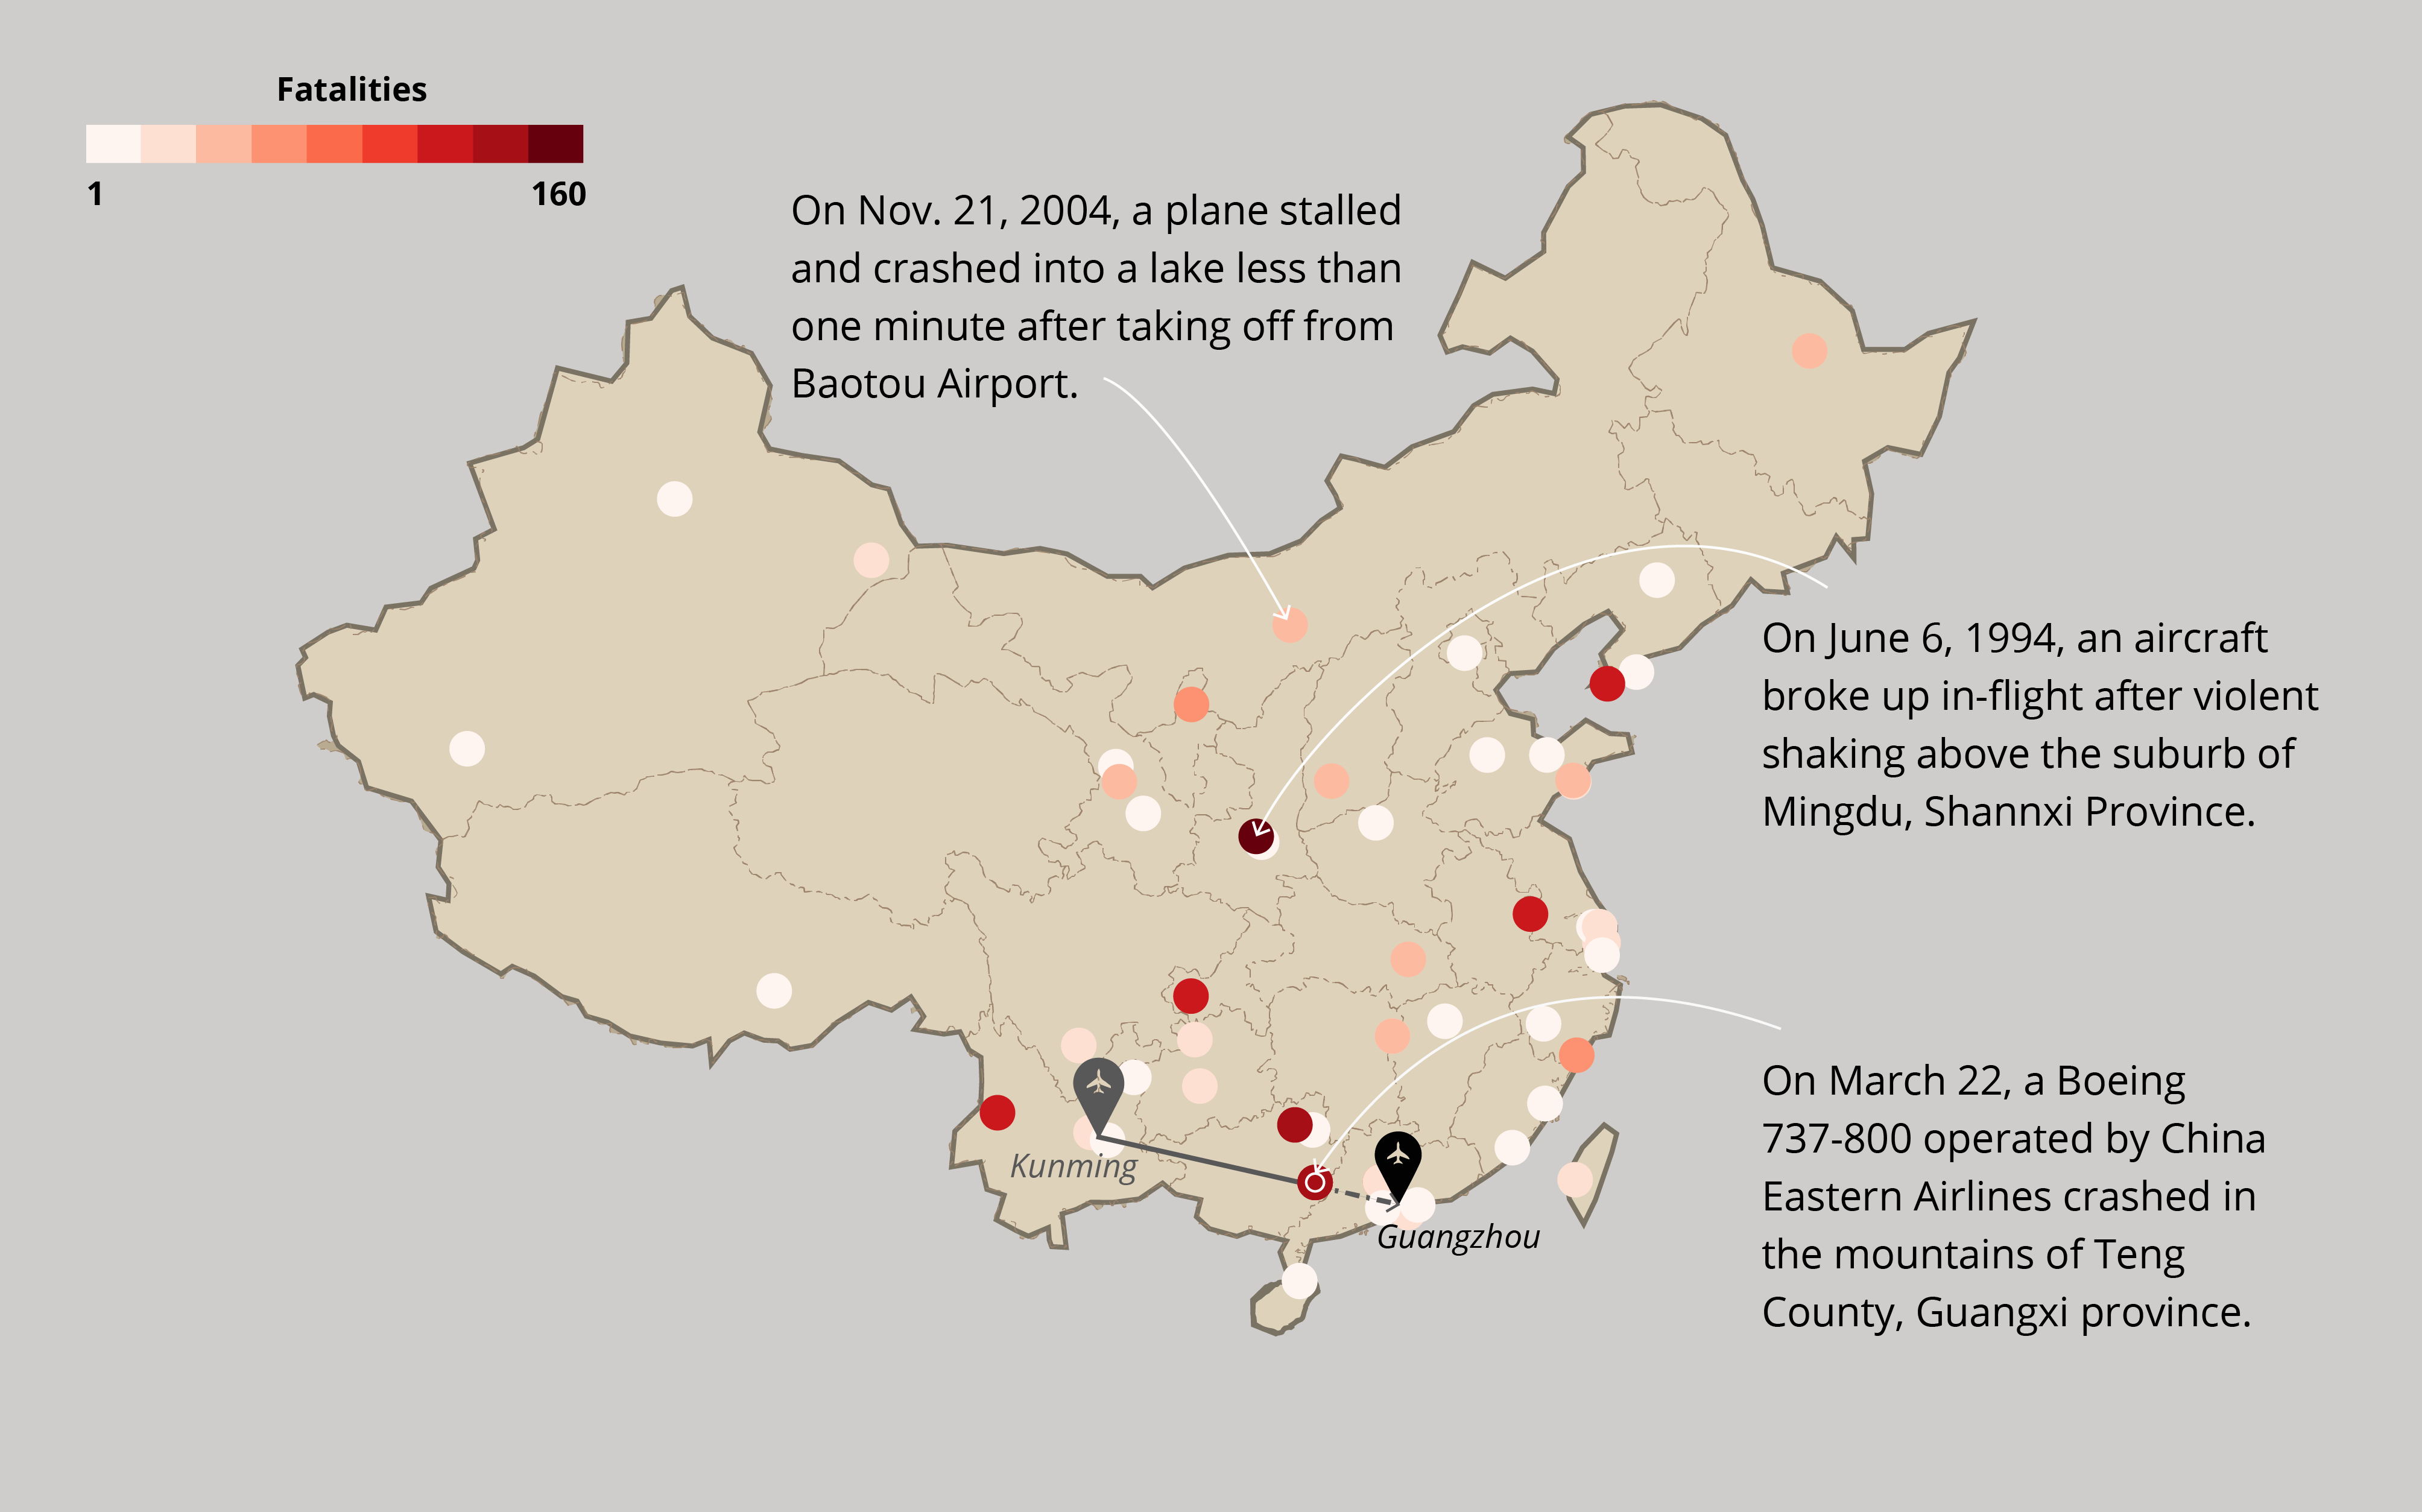 Fatalities
1 160
On Nov. 21, 2004, a plane stalled
and crashed into a lake less than
one minute after taking off from
Baotou Airport.
On June 6, 1994, an aircraft
broke up in-flight after violent
shaking above the suburb of
Mingdu, Shannxi Province.
On March 22, a Boeing
737-800 operated by China
Eastern Airlines crashed in
the mountains of Teng
County, Guangxi province.
Kunming
Guangzhou